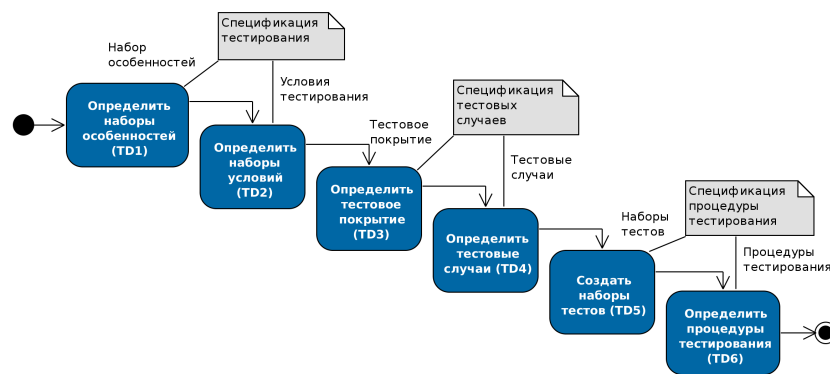 Спецификация
тестирования
Набор
особенностей
Условия
тестирования
Определить
наборы
особенностей
(TD1)
Спецификация
тестовых
случаев
Тестовое
покрытие
Определить
наборы
условий
(TD2)
Тестовые
случаи
Определить
тестовое
покрытие
(TD3)
Спецификация
процедуры
тестирования
Наборы
тестов
Определить
тестовые
случаи (TD4)
Процедуры
тестирования
Создать
наборы
тестов (TD5)
Определить
процедуры
тестирования
(TD6)